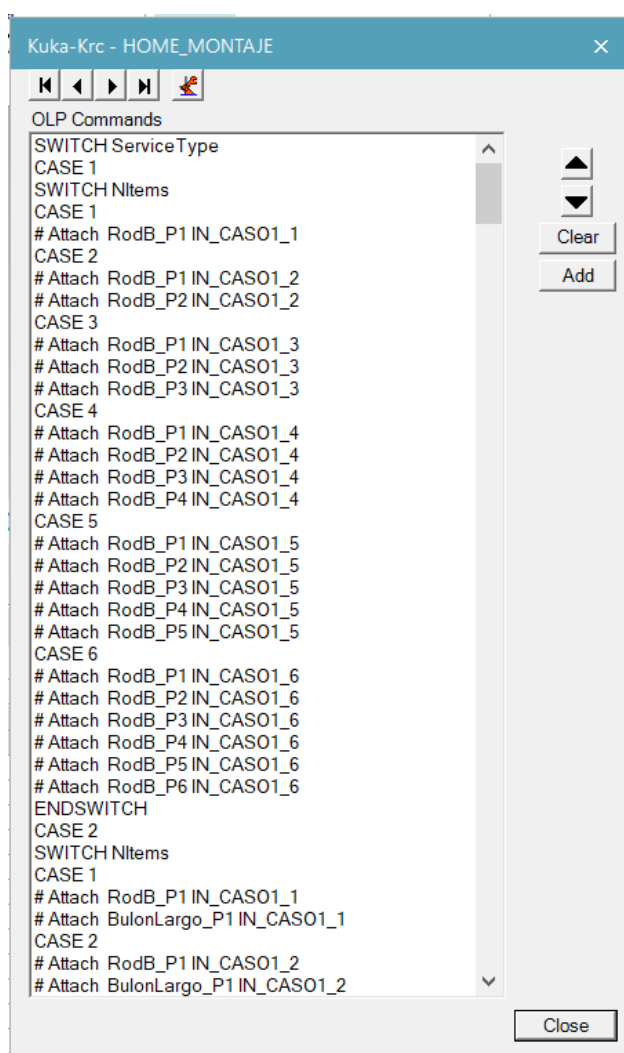 Kuka-Krc - HOME_MONTAJE
OLP Commands
SWITCH ServiceType
CASE 1
SWITCH NItems
CASE 1
# Attach RodB_P1 IN_CASO1_1
CASE 2
# Attach RodB_P1 IN_CASO1_2
# Attach RodB_P2 IN_CASO1_2
CASE 3
# Attach RodB_P1 IN_CASO1_3
# Attach RodB_P2 IN_CASO1_3
# Attach RodB_P3 IN_CASO1_3
CASE 4
# Attach RodB_P1 IN_CASO1_4
# Attach RodB_P2 IN_CASO1_4
# Attach RodB_P3 IN_CASO1_4
# Attach RodB_P4 IN_CASO1_4
CASE 5
# Attach RodB_P1 IN_CASO1_5
# Attach RodB_P2 IN_CASO1_5
# Attach RodB_P3 IN_CASO1_5
# Attach RodB_P4 IN_CASO1_5
# Attach RodB_P5 IN_CASO1_5
CASE 6
# Attach RodB_P1 IN_CASO1_6
# Attach RodB_P2 IN_CASO1_6
# Attach RodB_P3 IN_CASO1_6
# Attach RodB_P4 IN_CASO1_6
# Attach RodB_P5 IN_CASO1_6
# Attach RodB_P6 IN_CASO1_6
ENDSWITCH
CASE 2
SWITCH NItems
CASE 1
# Attach RodB_P1 IN_CASO1_1
# Attach BulonLargo_P1 IN_CASO1_1
CASE 2
# Attach RodB_P1 IN_CASO1_2
# Attach BulonLargo_P1 IN_CASO1_2
Clear
Add
Close